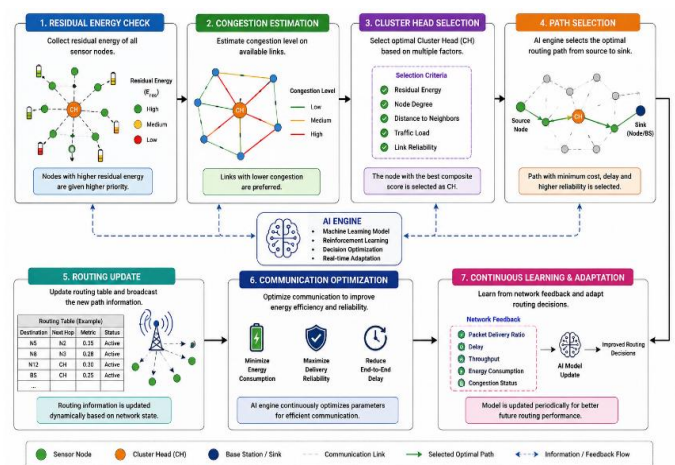 1. RESIDUAL ENERGY CHECK
Collect residual energy of all
sensor nodes.
Residual Energy
(E_res)
High
Medium
Low
CH
Nodes with higher residual energy
are given higher priority.
2. CONGESTION ESTIMATION
Estimate congestion level on
available links.
Congestion Level
Low
Medium
High
CH
Links with lower congestion
are preferred.
3. CLUSTER HEAD SELECTION
Select optimal Cluster Head (CH)
based on multiple factors.
Selection Criteria
Residual Energy
Node Degree
Distance to Neighbors
Traffic Load
Link Reliability
The node with the best composite
score is selected as CH.
4. PATH SELECTION
AI engine selects the optimal
routing path from source to sink.
Source
Node
CH
Sink
(Node/BS)
Path with minimum cost, delay and
higher reliability is selected.
AI ENGINE
• Machine Learning Model
• Reinforcement Learning
• Decision Optimization
• Real-time Adaptation
5. ROUTING UPDATE
Update routing table and broadcast
the new path information.
Routing Table (Example)
Destination Next Hop Metric Status
N5 N2 0.35 Active
N8 N3 0.28 Active
N12 CH 0.30 Active
BS CH 0.25 Active
...
Routing information is updated
dynamically based on network state.
6. COMMUNICATION OPTIMIZATION
Optimize communication to improve
energy efficiency and reliability.
Minimize
Energy
Consumption
Maximize
Delivery
Reliability
Reduce
End-to-End
Delay
AI engine continuously optimizes parameters
for efficient communication.
7. CONTINUOUS LEARNING & ADAPTATION
Learn from network feedback and adapt
routing decisions.
Network Feedback
Packet Delivery Ratio
Delay
Throughput
Energy Consumption
Congestion Status
AI Model
Update
Improved Routing
Decisions
Model is updated periodically for better
future routing performance.
Sensor Node
Cluster Head (CH)
Base Station / Sink
Communication Link
Selected Optimal Path
Information / Feedback Flow